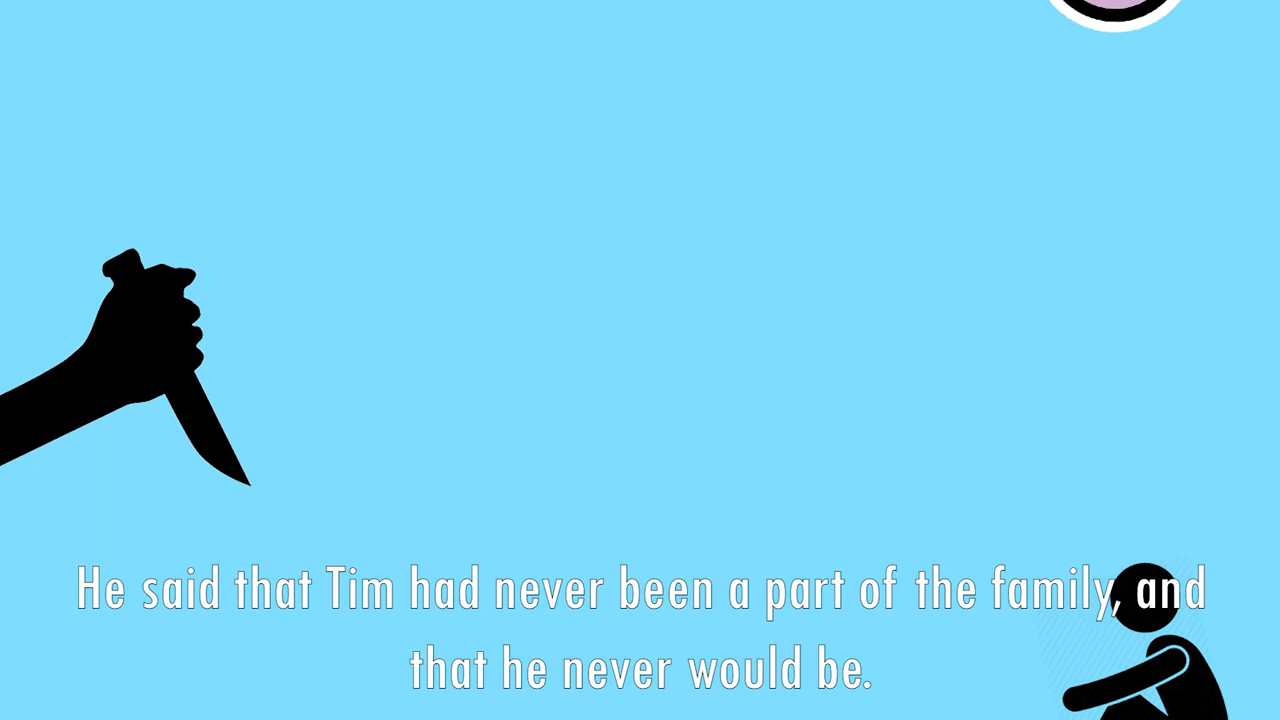 He said that Tim had never been a part of the family, and
that he never would be.